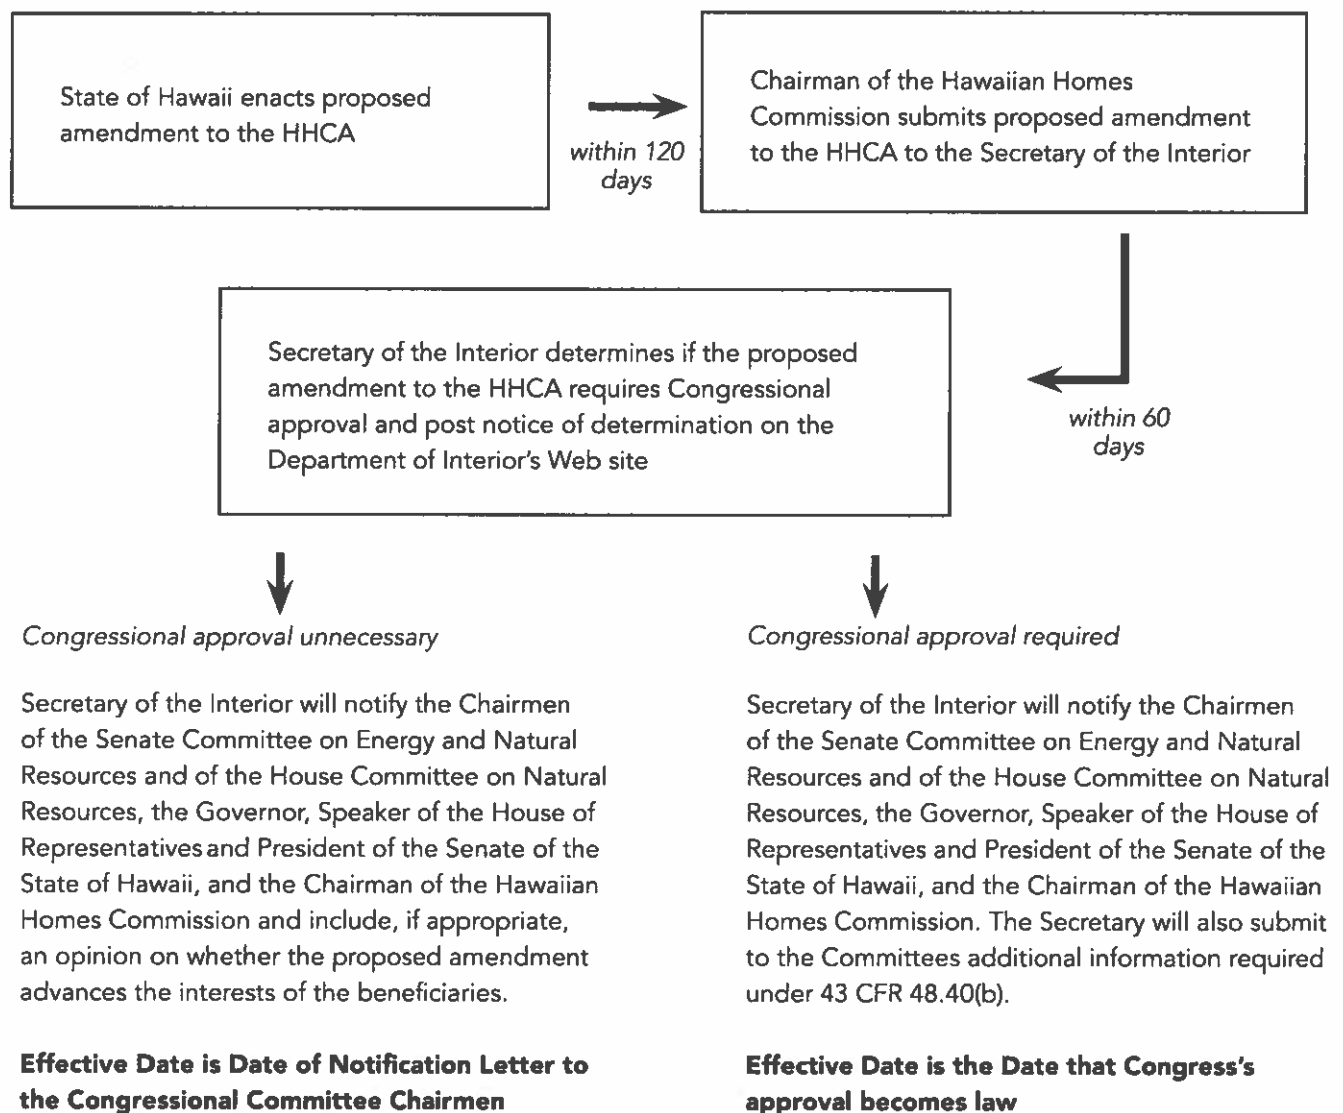 State of Hawaii enacts proposed
amendment to the HHCA
within 120
days
Chairman of the Hawaiian Homes
Commission submits proposed amendment
to the HHCA to the Secretary of the Interior
within 60
days
Secretary of the Interior determines if the proposed
amendment to the HHCA requires Congressional
approval and post notice of determination on the
Department of Interior's Web site
Congressional approval unnecessary
Secretary of the Interior will notify the Chairmen
of the Senate Committee on Energy and Natural
Resources and of the House Committee on Natural
Resources, the Governor, Speaker of the House of
Representatives and President of the Senate of the
State of Hawaii, and the Chairman of the Hawaiian
Homes Commission and include, if appropriate,
an opinion on whether the proposed amendment
advances the interests of the beneficiaries.
Effective Date is Date of Notification Letter to
the Congressional Committee Chairmen
Congressional approval required
Secretary of the Interior will notify the Chairmen
of the Senate Committee on Energy and Natural
Resources and of the House Committee on Natural
Resources, the Governor, Speaker of the House of
Representatives and President of the Senate of the
State of Hawaii, and the Chairman of the Hawaiian
Homes Commission. The Secretary will also submit
to the Committees additional information required
under 43 CFR 48.40(b).
Effective Date is the Date that Congress's
approval becomes law